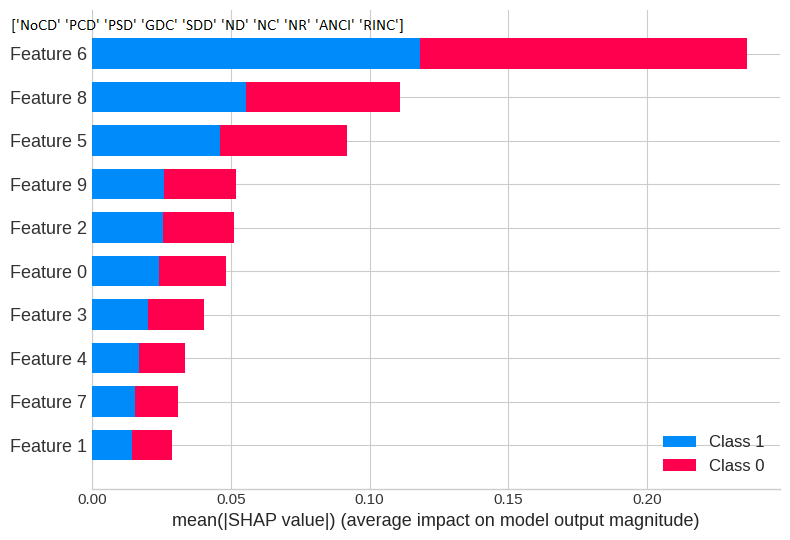 ['NoCD' 'PCD' 'PSD' 'GDC' 'SDD' 'ND' 'NC' 'NR' 'ANCI' 'RINC']
Feature 6
Feature 8
Feature 5
Feature 9
Feature 2
Feature 0
Feature 3
Feature 4
Feature 7
Feature 1
Class 1
Class 0
0.00 0.05 0.10 0.15 0.20
mean(|SHAP value|) (average impact on model output magnitude)